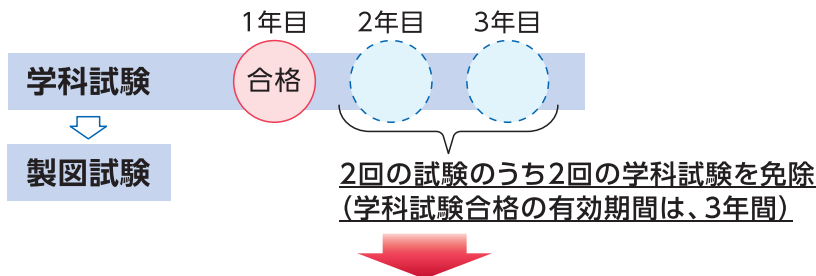 1年目 2年目 3年目
学科試験 合格
製図試験
2回の試験のうち2回の学科試験を免除
（学科試験合格の有効期間は、3年間）